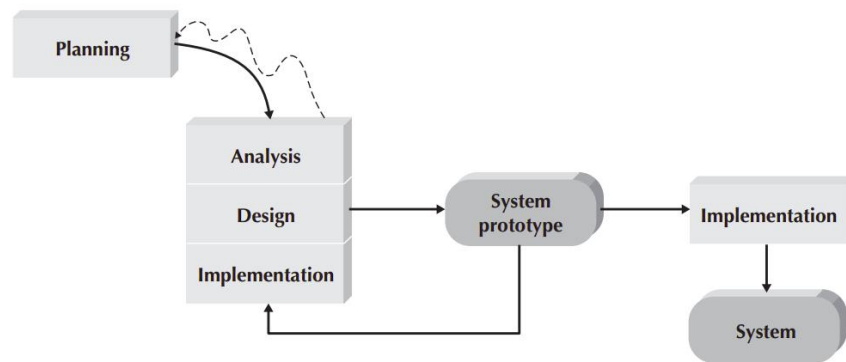 Planning
Analysis
Design
Implementation
System
prototype
Implementation
System